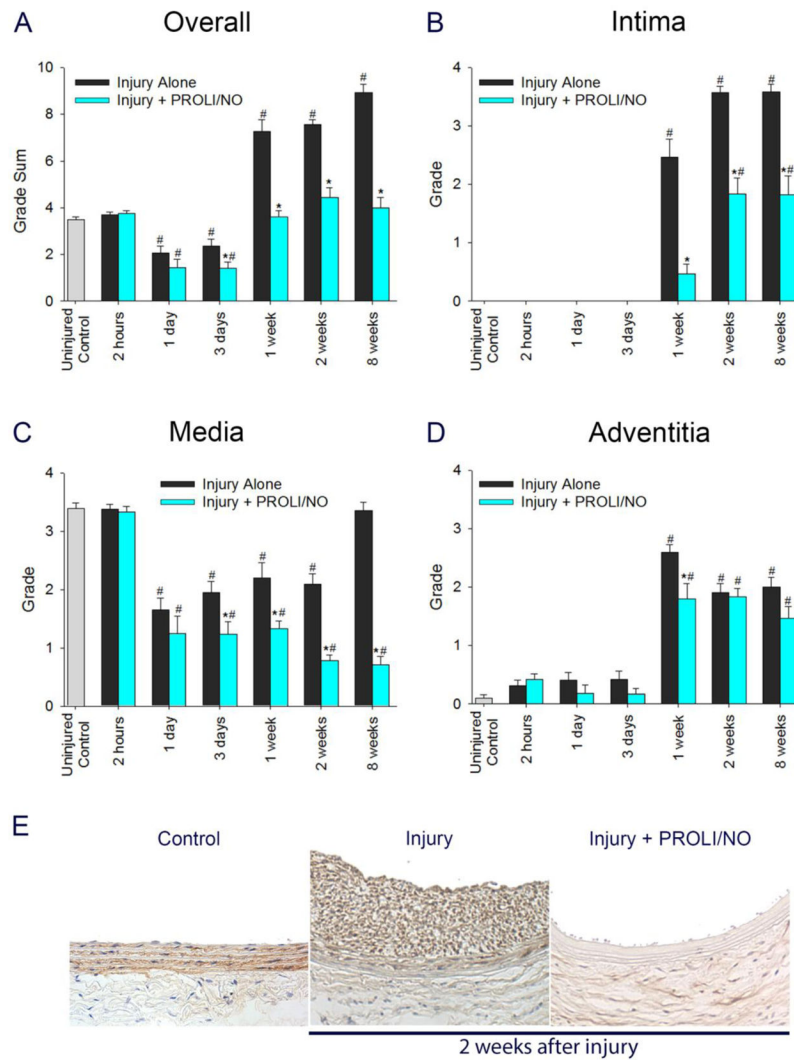 A
Overall
Injury Alone
Injury + PROLI/NO
Grade Sum
10
8
6
4
2
0
# # # # *# # * # * # *
Uninjured Control
2 hours
1 day
3 days
1 week
2 weeks
8 weeks
B
Intima
Injury Alone
Injury + PROLI/NO
4
3
2
1
0
# * # *# # *#
Uninjured Control
2 hours
1 day
3 days
1 week
2 weeks
8 weeks
C
Media
Injury Alone
Injury + PROLI/NO
Grade
4
3
2
1
0
# # # *# # *# # *# *#
Uninjured Control
2 hours
1 day
3 days
1 week
2 weeks
8 weeks
D
Adventitia
Injury Alone
Injury + PROLI/NO
Grade
4
3
2
1
0
# *# # # # #
Uninjured Control
2 hours
1 day
3 days
1 week
2 weeks
8 weeks
E
Control
Injury
Injury + PROLI/NO
2 weeks after injury